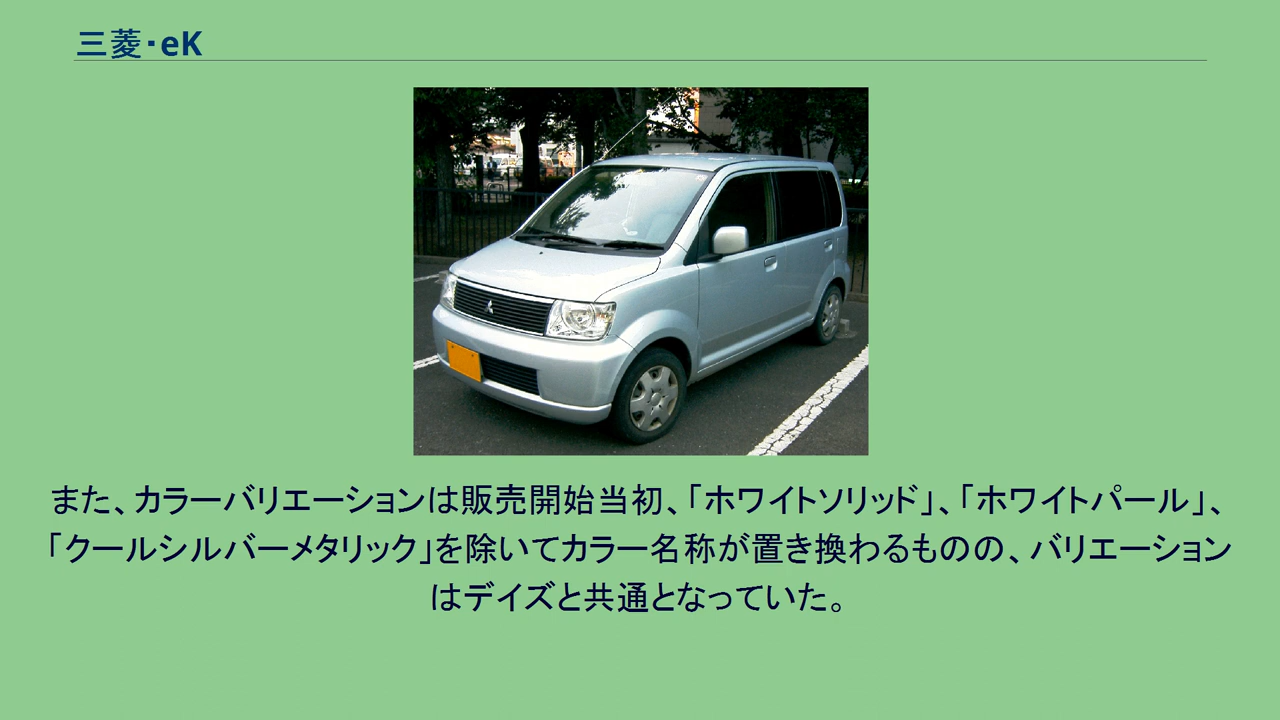 三菱・eK
また、カラーバリエーションは販売開始当初、「ホワイトソリッド」、「ホワイトパール」、
「クールシルバーメタリック」を除いてカラー名称が置き換わるものの、バリエーション
はデイズと共通となっていた。